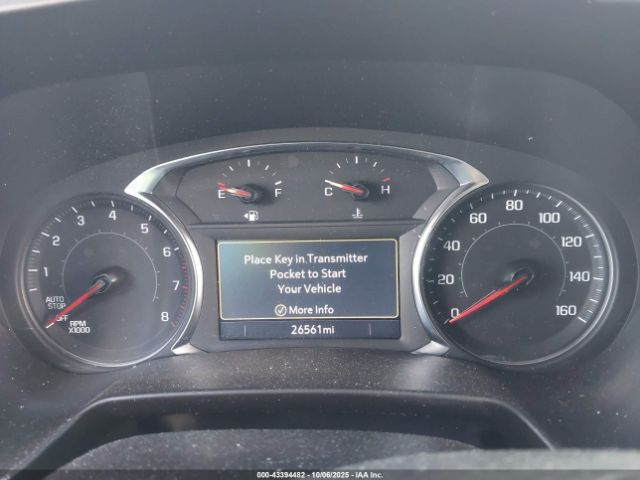 E F
C H
1 2 3 4 5 6 7 8
AUTO
STOP
OFF
RPM
x1000
Place Key in Transmitter
Pocket to Start
Your Vehicle
More Info
26561mi
0 20 40 60 80 100 120 140 160
000-43394482 - 10/06/2025 - IAA Inc.